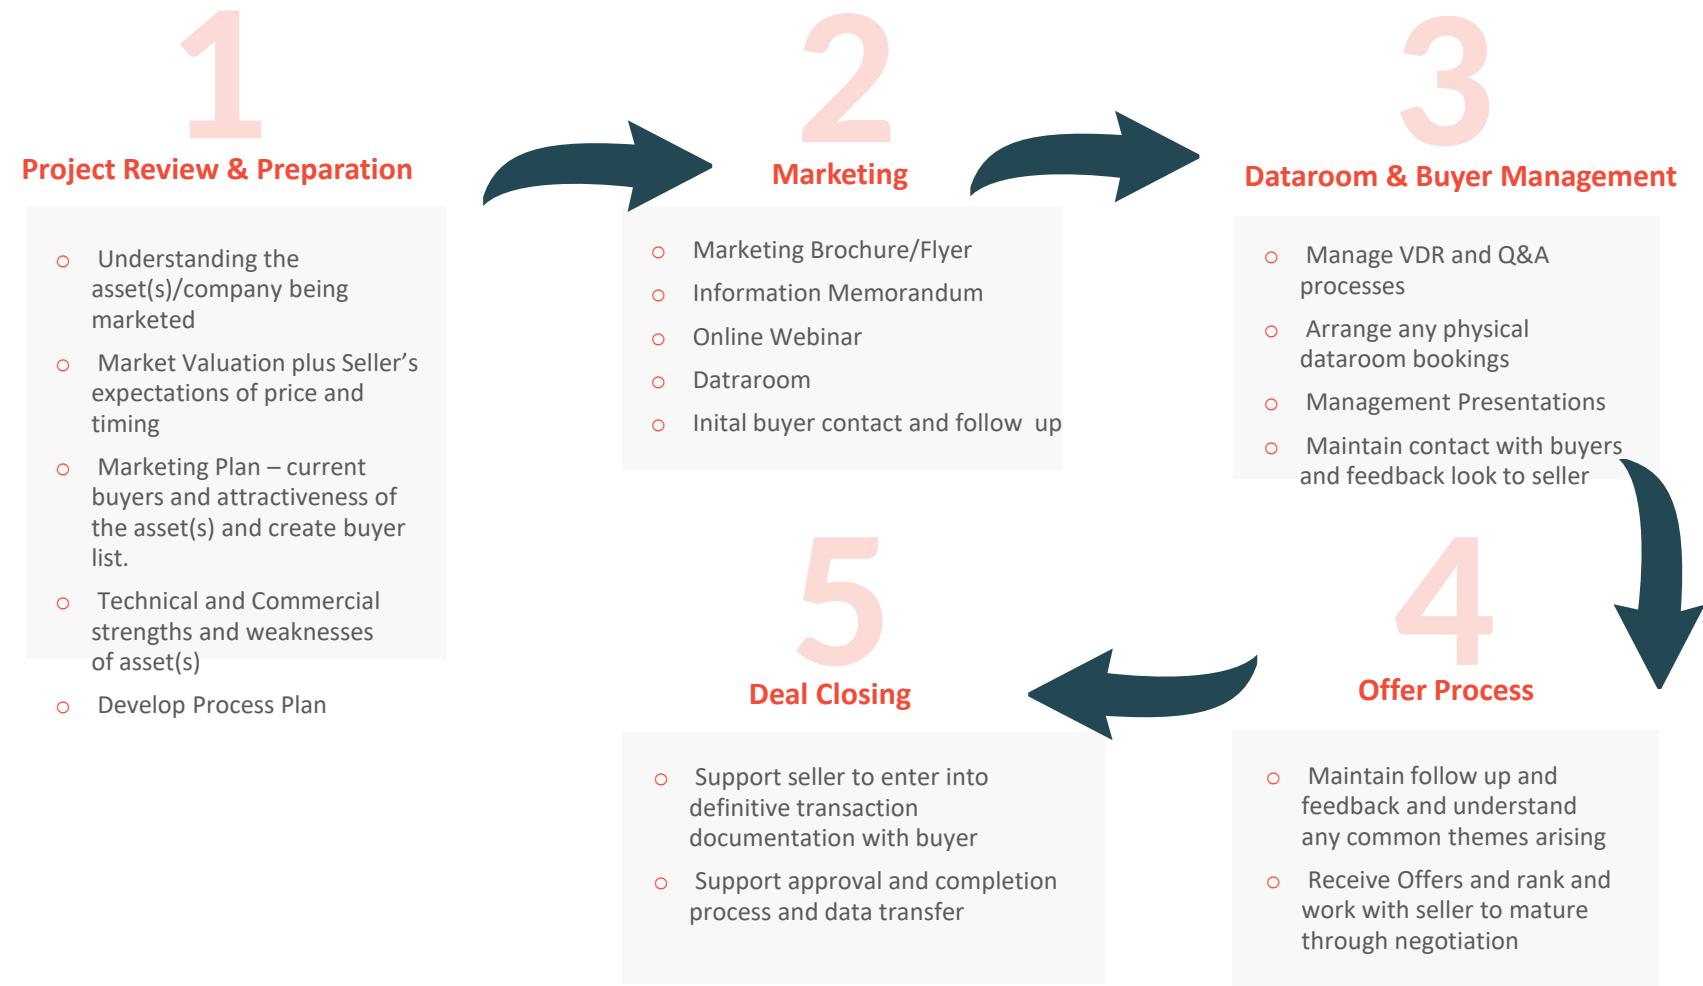 1
Project Review & Preparation
o Understanding the
asset(s)/company being
marketed
o Market Valuation plus Seller’s
expectations of price and
timing
o Marketing Plan – current
buyers and attractiveness of
the asset(s) and create buyer
list.
o Technical and Commercial
strengths and weaknesses
of asset(s)
o Develop Process Plan
2
Marketing
o Marketing Brochure/Flyer
o Information Memorandum
o Online Webinar
o Datraroom
o Inital buyer contact and follow up
3
Dataroom & Buyer Management
o Manage VDR and Q&A
processes
o Arrange any physical
dataroom bookings
o Management Presentations
o Maintain contact with buyers
and feedback look to seller
4
Offer Process
o Maintain follow up and
feedback and understand
any common themes arising
o Receive Offers and rank and
work with seller to mature
through negotiation
5
Deal Closing
o Support seller to enter into
definitive transaction
documentation with buyer
o Support approval and completion
process and data transfer